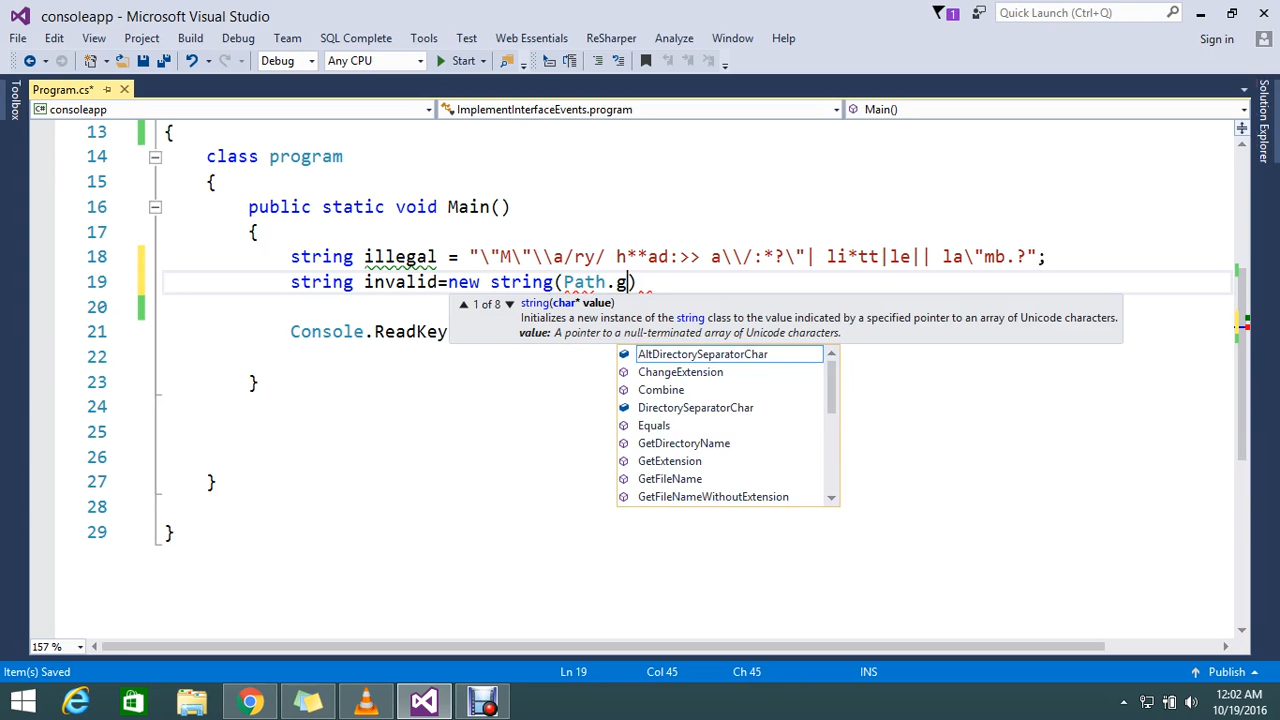 consoleapp - Microsoft Visual Studio
1
Quick Launch (Ctrl+Q)
File Edit View Project Build Debug Team SQL Complete Tools Test Web Essentials ReSharper Analyze Window Help
Sign in
Debug Any CPU Start
Toolbox
Program.cs*
consoleapp ImplementInterfaceEvents.program Main()
Solution Explorer
13 {
14 class program
15 {
16 public static void Main()
17 {
18 string illegal = "\"M\"\\a/ry/ h**ad:>> a\\/:*?\"| li*tt|le|| la\"mb.?";
19 string invalid=new string(Path.g)
20
1 of 8 string(char* value)
Initializes a new instance of the string class to the value indicated by a specified pointer to an array of Unicode characters.
value: A pointer to a null-terminated array of Unicode characters.
21 Console.ReadKey
22
23 }
24
25
26
27 }
28
29 }
AltDirectorySeparatorChar
ChangeExtension
Combine
DirectorySeparatorChar
Equals
GetDirectoryName
GetExtension
GetFileName
GetFileNameWithoutExtension
157 %
Item(s) Saved Ln 19 Col 45 Ch 45 INS Publish
12:02 AM
10/19/2016